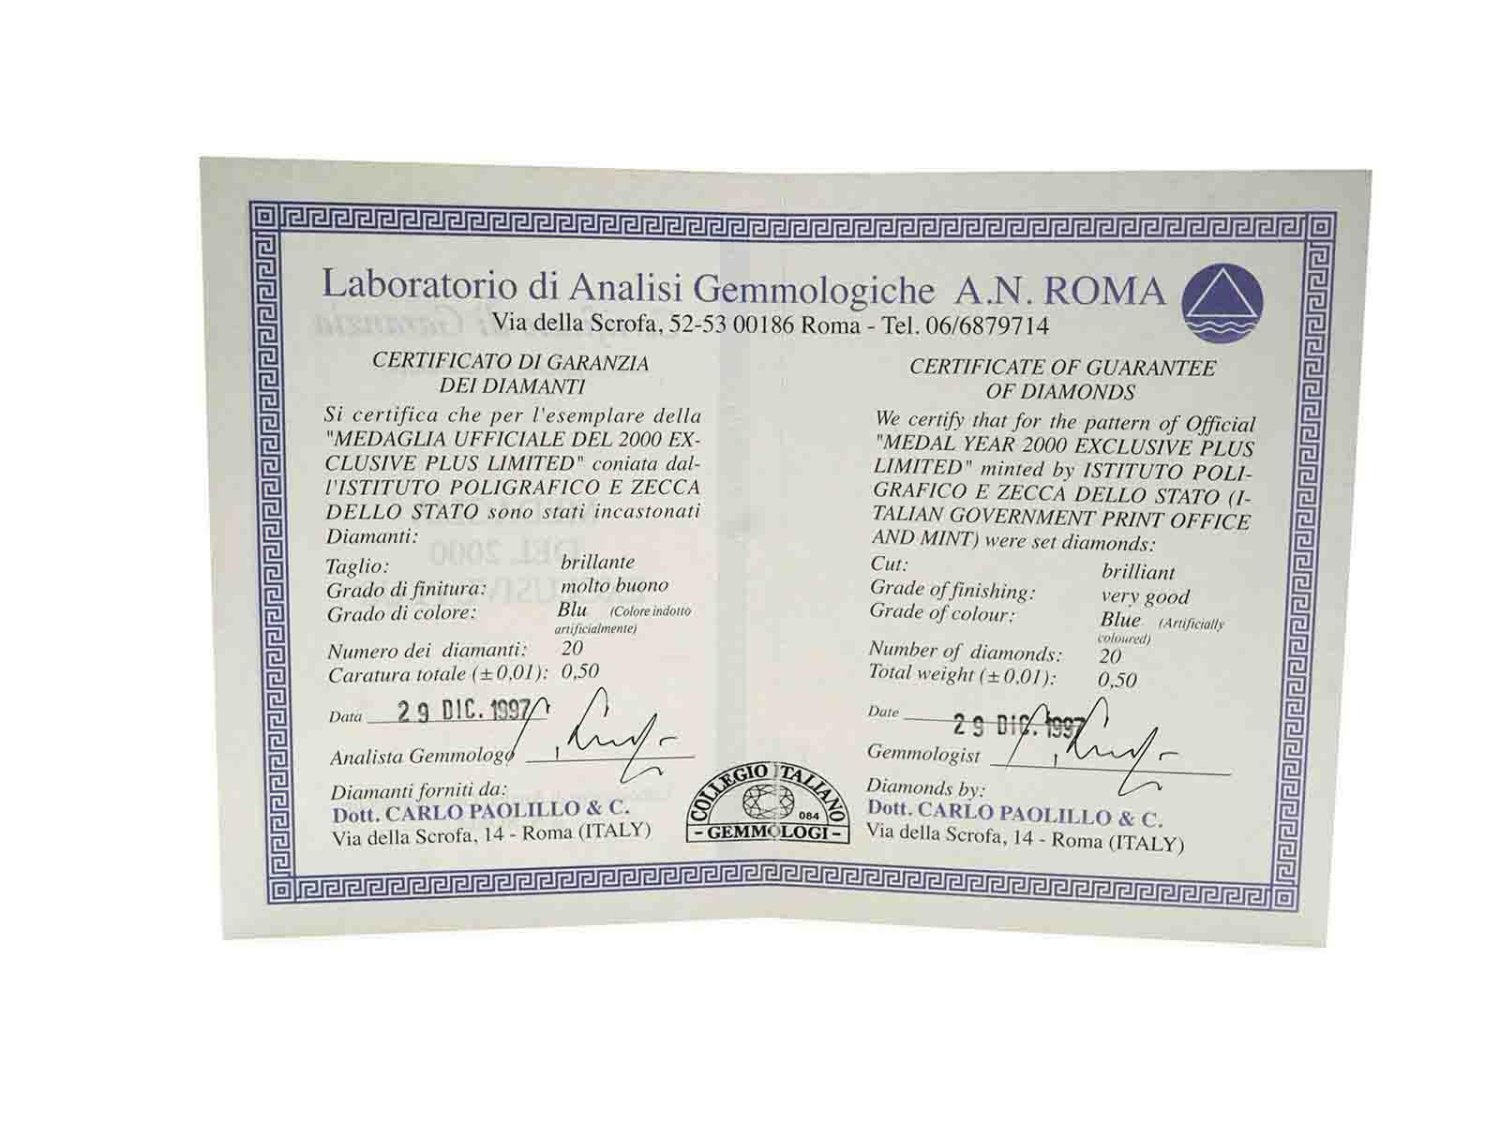 Laboratorio di Analisi Gemmologiche A.N. ROMA
Via della Scrofa, 52-53 00186 Roma - Tel. 06/6879714
CERTIFICATO DI GARANZIA
DEI DIAMANTI
Si certifica che per l'esemplare della
"MEDAGLIA UFFICIALE DEL 2000 EX-
CLUSIVE PLUS LIMITED" coniata dal-
l'ISTITUTO POLIGRAFICO E ZECCA
DELLO STATO sono stati incastonati
Diamanti:
Taglio: brillante
Grado di finitura: molto buono
Grado di colore: Blu (Colore indotto
artificialmente)
Numero dei diamanti: 20
Caratura totale (±0,01): 0,50
Data 29 DIC. 1997
Analista Gemmologo
Diamanti forniti da:
Dott. CARLO PAOLILLO & C.
Via della Scrofa, 14 - Roma (ITALY)
COLLEGIO ITALIANO
084
- GEMMOLOGI -
CERTIFICATE OF GUARANTEE
OF DIAMONDS
We certify that for the pattern of Official
"MEDAL YEAR 2000 EXCLUSIVE PLUS
LIMITED" minted by ISTITUTO POLI-
GRAFICO E ZECCA DELLO STATO (I-
TALIAN GOVERNMENT PRINT OFFICE
AND MINT) were set diamonds:
Cut: brilliant
Grade of finishing: very good
Grade of colour: Blue (Artificially
coloured)
Number of diamonds: 20
Total weight (±0,01): 0,50
Date 29 DIC. 1997
Gemmologist
Diamonds by:
Dott. CARLO PAOLILLO & C.
Via della Scrofa, 14 - Roma (ITALY)